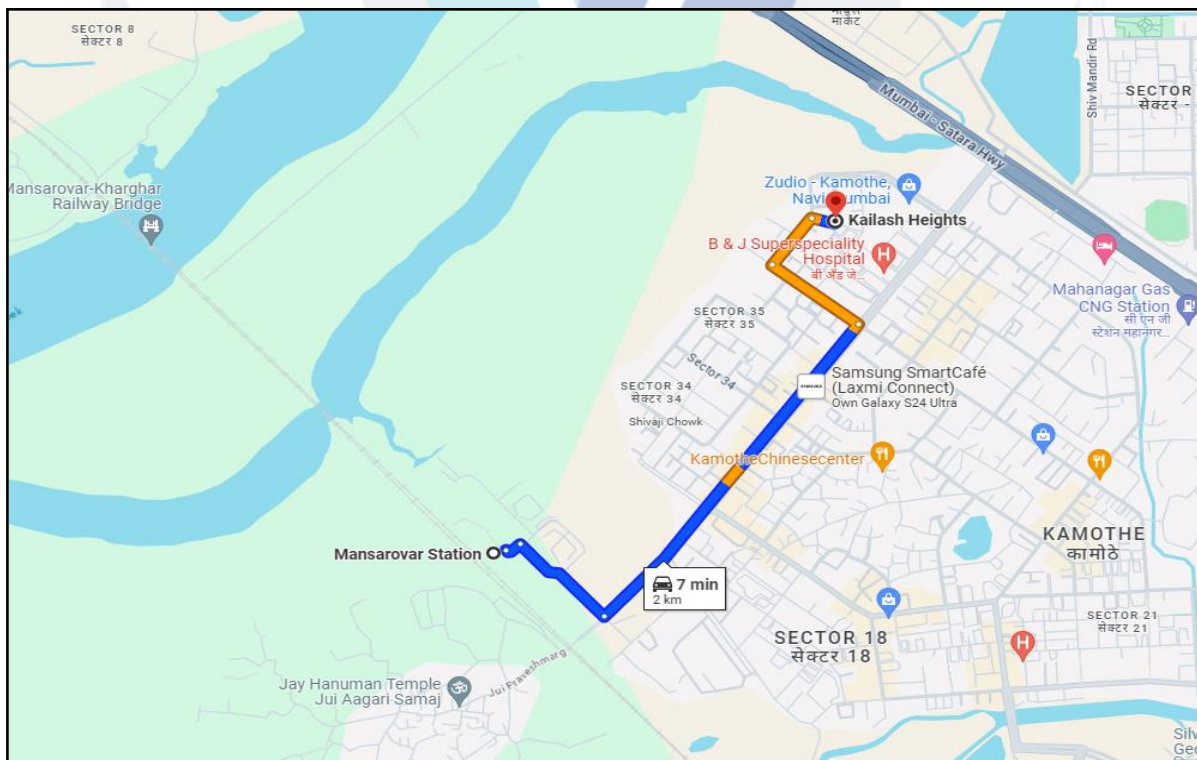 SECTOR 8
सेक्टर 8
मार्केट
Shiv Mandir Rd
SECTOR
सेक्टर -
Mumbai - Satara Hwy
Mansarovar-Kharghar
Railway Bridge
Zudio - Kamothe,
Navi Mumbai
Kailash Heights
B & J Superspeciality
Hospital
बी अँड जे...
Mahanagar Gas
CNG Station
सी एन जी
स्टेशन महानगर...
SECTOR 35
सेक्टर 35
Sector 34
SECTOR 34
सेक्टर 34
Shivaji Chowk
SAMSUNG
Samsung SmartCafé
(Laxmi Connect)
Own Galaxy S24 Ultra
KamotheChinesecenter
KAMOTHE
कामोठे
Mansarovar Station
7 min
2 km
SECTOR 21
सेक्टर 21
SECTOR 18
सेक्टर 18
Jui Praveshmarg
Jay Hanuman Temple
Jui Aagari Samaj
H
H
Silv
Geo